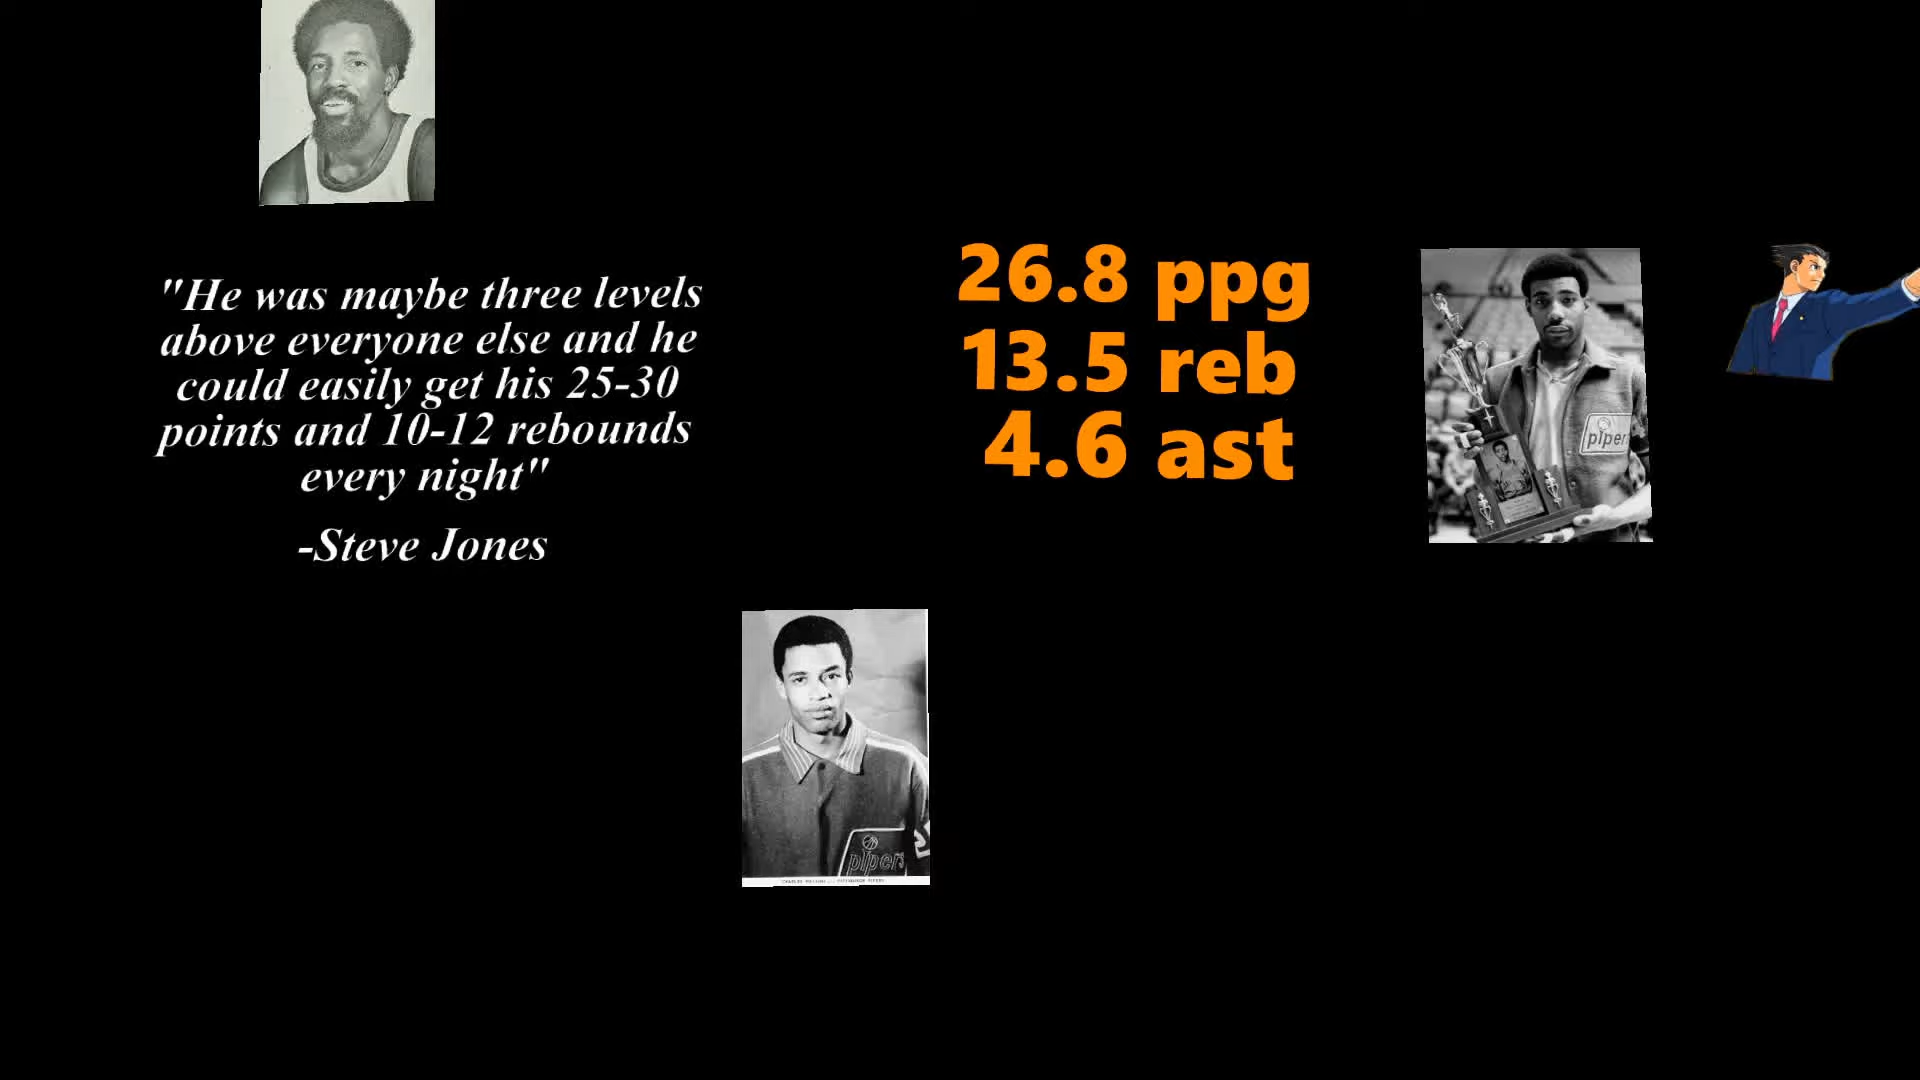 "He was maybe three levels
above everyone else and he
could easily get his 25-30
points and 10-12 rebounds
every night"
-Steve Jones
26.8 ppg
13.5 reb
4.6 ast
pipers
pipers